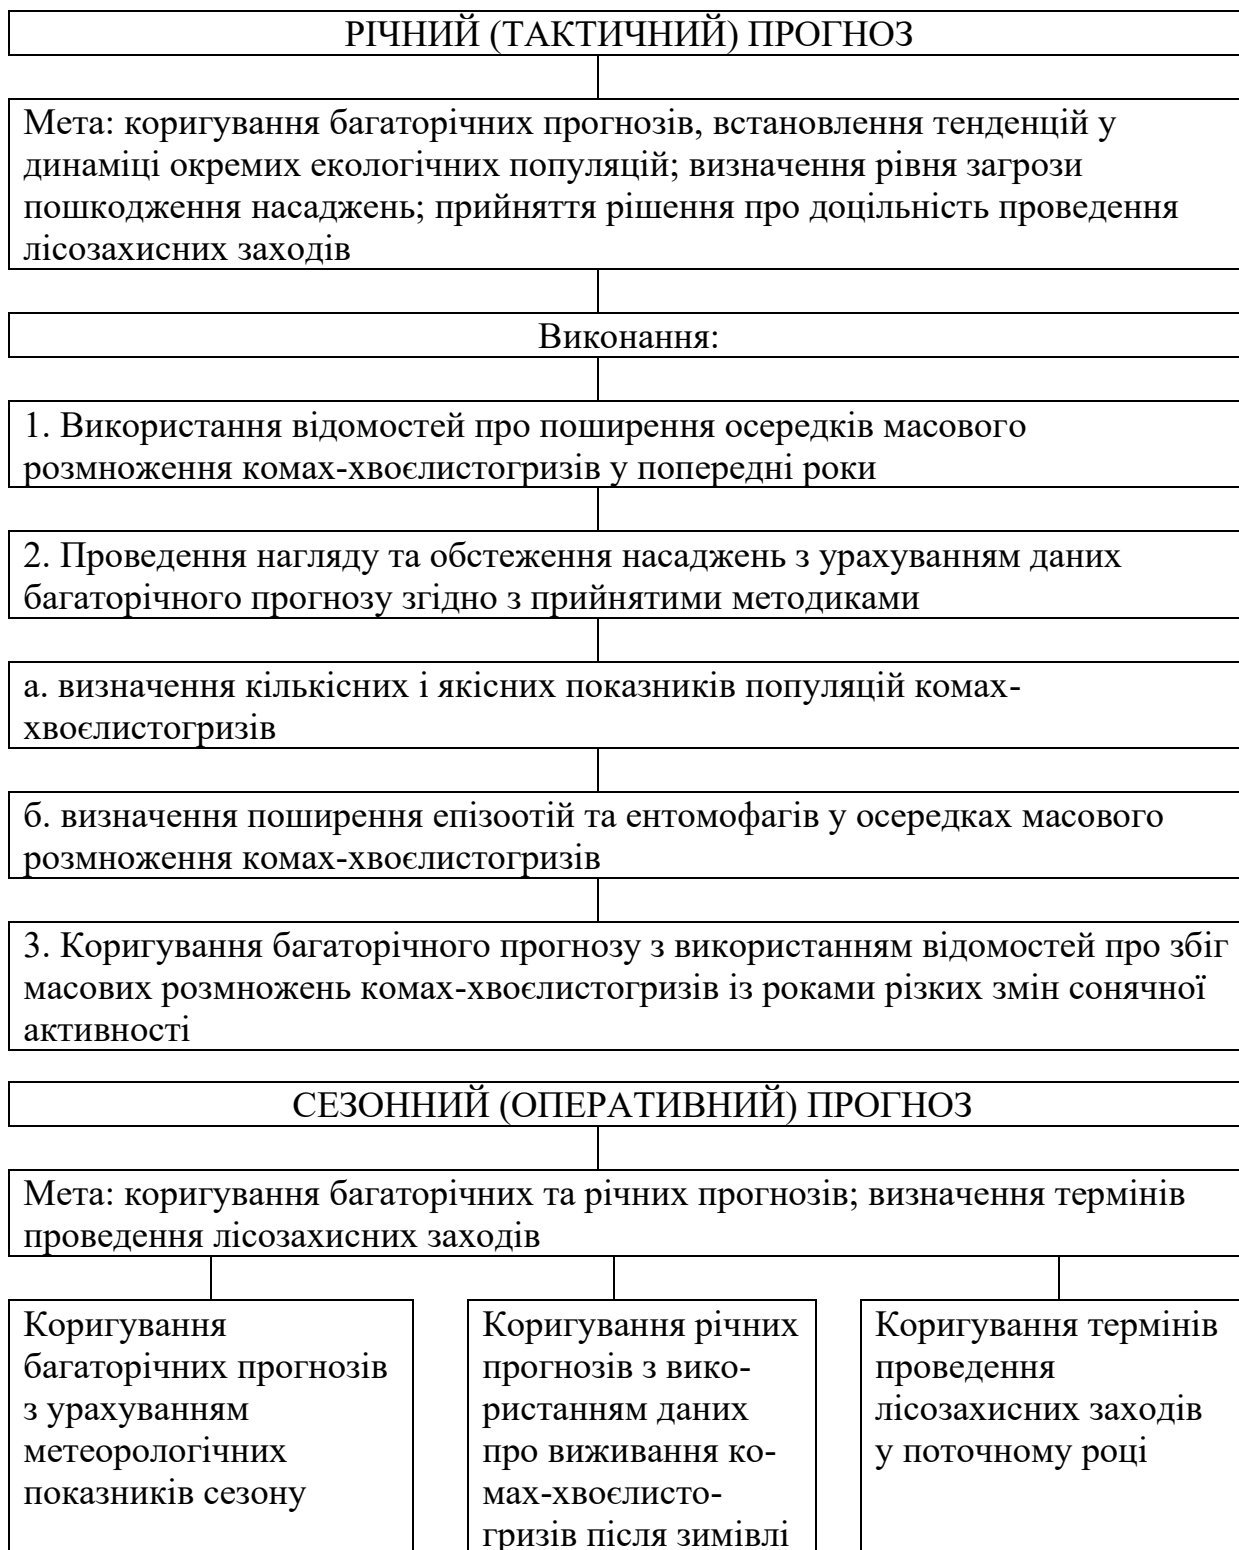 РІЧНИЙ (ТАКТИЧНИЙ) ПРОГНОЗ
Мета: коригування багаторічних прогнозів, встановлення тенденцій у
динаміці окремих екологічних популяцій; визначення рівня загрози
пошкодження насаджень; прийняття рішення про доцільність проведення
лісозахисних заходів
Виконання:
1. Використання відомостей про поширення осередків масового
розмноження комах-хвоєлистогризів у попередні роки
2. Проведення нагляду та обстеження насаджень з урахуванням даних
багаторічного прогнозу згідно з прийнятими методиками
а. визначення кількісних і якісних показників популяцій комах-
хвоєлистогризів
б. визначення поширення епізоотій та ентомофагів у осередках масового
розмноження комах-хвоєлистогризів
3. Коригування багаторічного прогнозу з використанням відомостей про збіг
масових розмножень комах-хвоєлистогризів із роками різких змін сонячної
активності
СЕЗОННИЙ (ОПЕРАТИВНИЙ) ПРОГНОЗ
Мета: коригування багаторічних та річних прогнозів; визначення термінів
проведення лісозахисних заходів
Коригування
багаторічних прогнозів
з урахуванням
метеорологічних
показників сезону
Коригування річних
прогнозів з вико-
ристанням даних
про виживання ко-
мах-хвоєлисто-
гризів після зимівлі
Коригування термінів
проведення
лісозахисних заходів
у поточному році